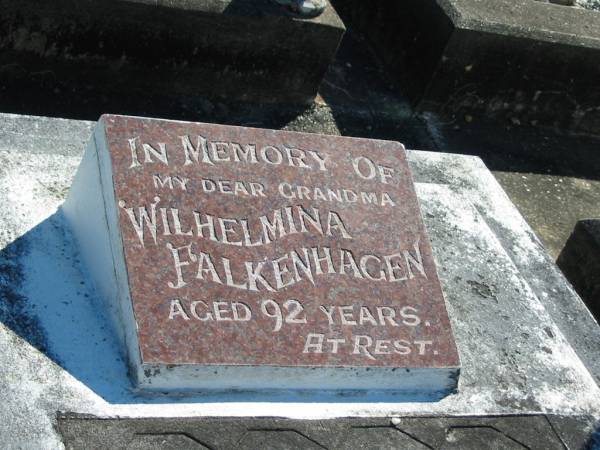 In Memory Of
MY DEAR GRANDMA
Wilhelmina
Falkenhagen
AGED 92 YEARS.
At Rest.